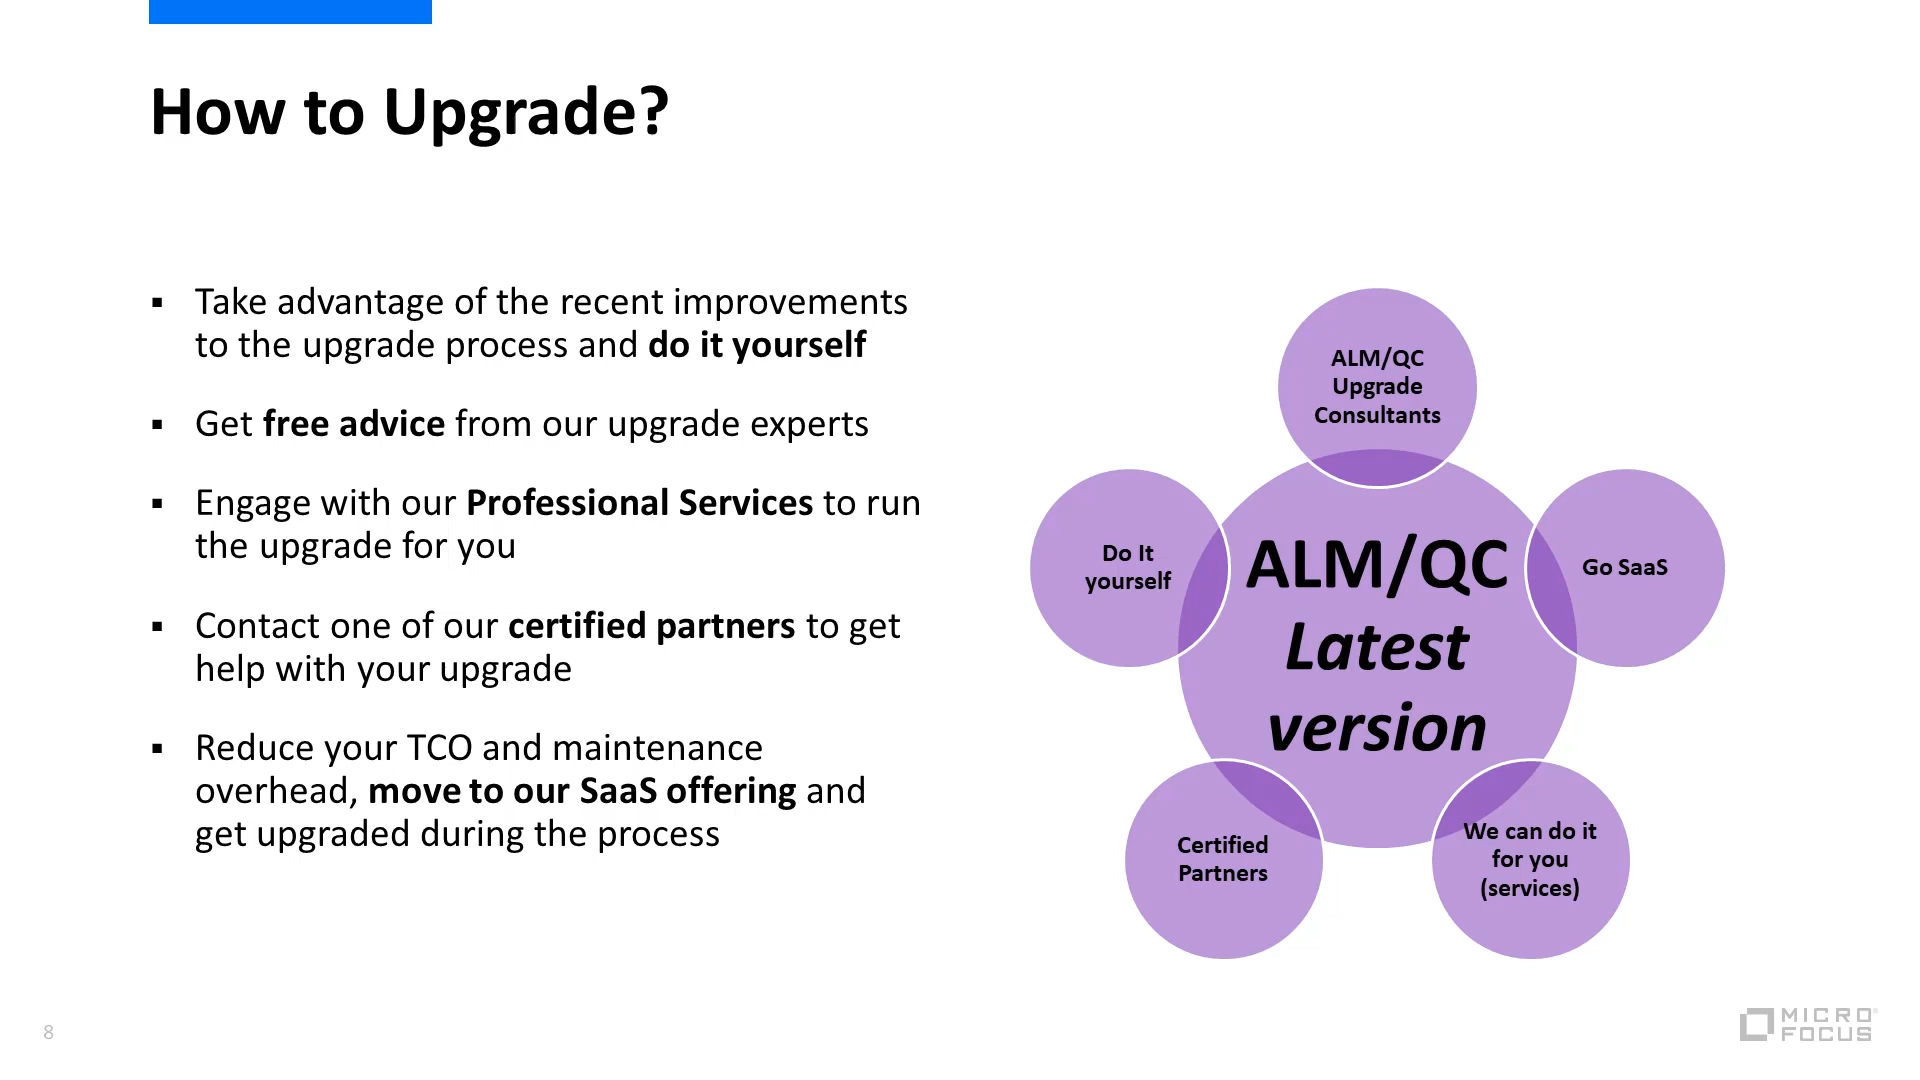 How to Upgrade?
▪ Take advantage of the recent improvements
to the upgrade process and do it yourself
▪ Get free advice from our upgrade experts
▪ Engage with our Professional Services to run
the upgrade for you
▪ Contact one of our certified partners to get
help with your upgrade
▪ Reduce your TCO and maintenance
overhead, move to our SaaS offering and
get upgraded during the process
ALM/QC
Upgrade
Consultants
Do It
yourself
ALM/QC
Latest
version
Go SaaS
Certified
Partners
We can do it
for you
(services)
8
MICRO
FOCUS